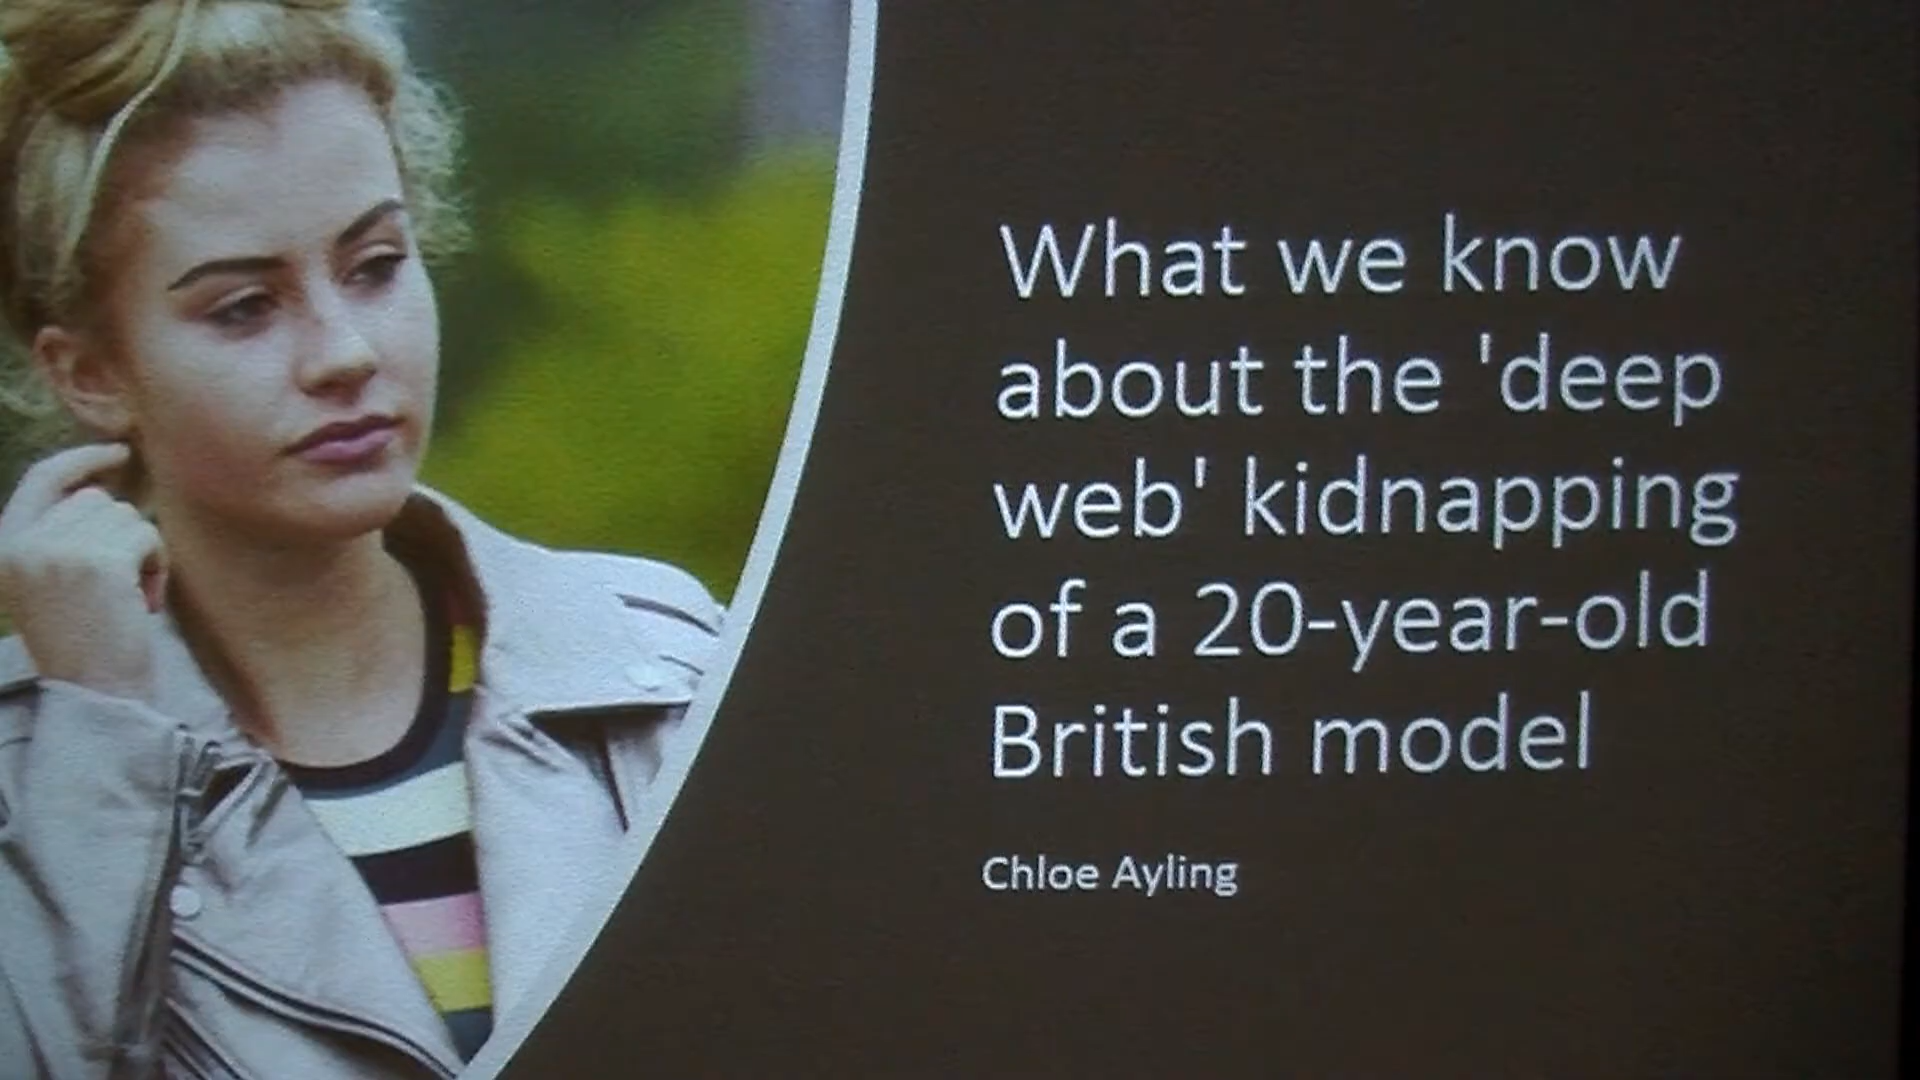 What we know
about the 'deep
web' kidnapping
of a 20-year-old
British model
Chloe Ayling